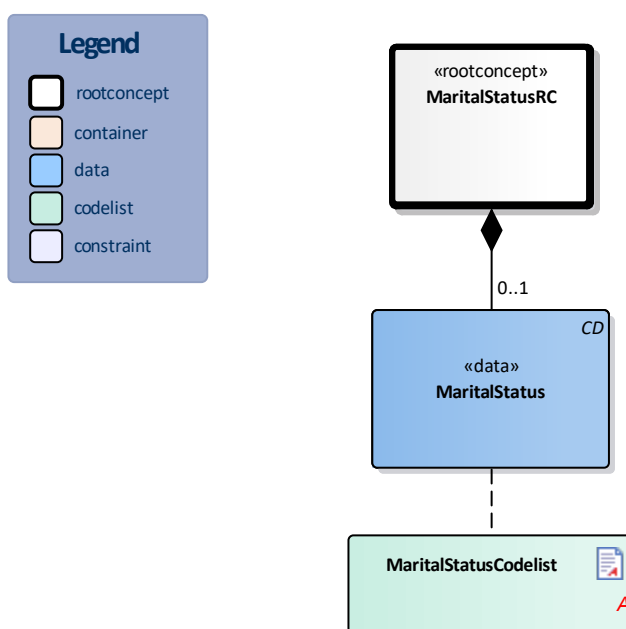 Legend
rootconcept
container
data
codelist
constraint
«rootconcept»
MaritalStatusRC
0..1
CD
«data»
MaritalStatus
MaritalStatusCodelist